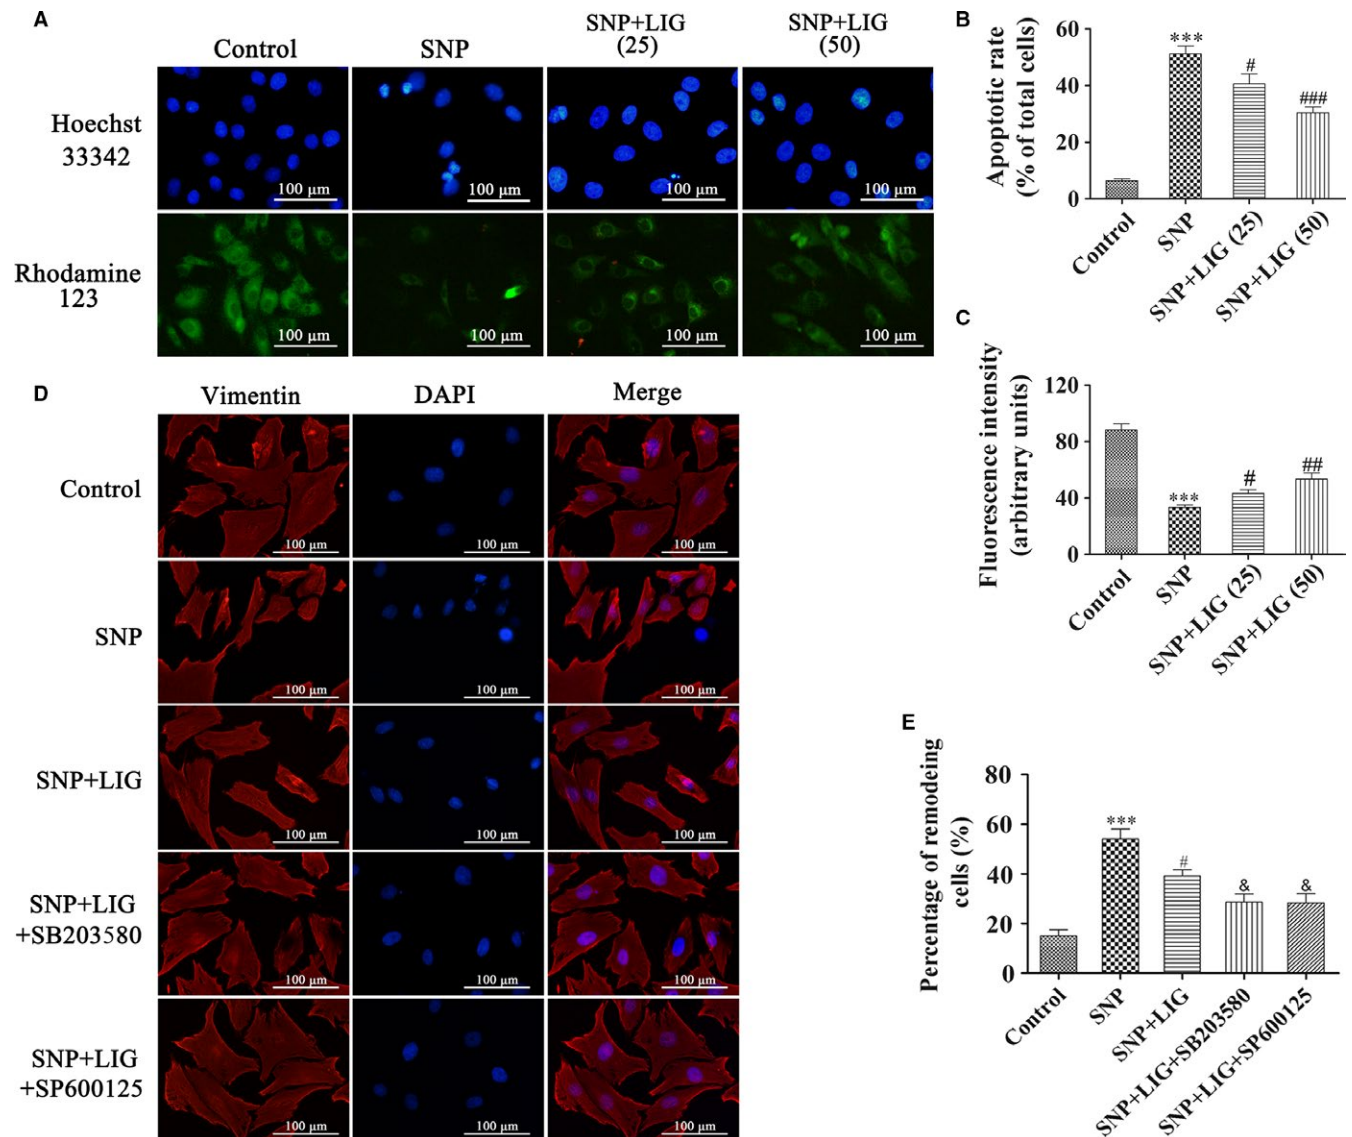 A
Control
SNP
SNP+LIG
(25)
SNP+LIG
(50)
Hoechst
33342
100 µm
100 µm
100 µm
100 µm
Rhodamine
123
100 µm
100 µm
100 µm
100 µm
B
Apoptotic rate
(% of total cells)
60
40
20
0
***
#
###
Control
SNP
SNP+LIG (25)
SNP+LIG (50)
C
Fluorescence intensity
(arbitrary units)
120
80
40
0
***
#
##
Control
SNP
SNP+LIG (25)
SNP+LIG (50)
D
Vimentin
DAPI
Merge
Control
100 µm
100 µm
100 µm
SNP
100 µm
100 µm
100 µm
SNP+LIG
100 µm
100 µm
100 µm
SNP+LIG
+SB203580
100 µm
100 µm
100 µm
SNP+LIG
+SP600125
100 µm
100 µm
100 µm
E
Percentage of remodeing
cells (%)
80
60
40
20
0
***
#
&
&
Control
SNP
SNP+LIG
SNP+LIG+SB203580
SNP+LIG+SP600125